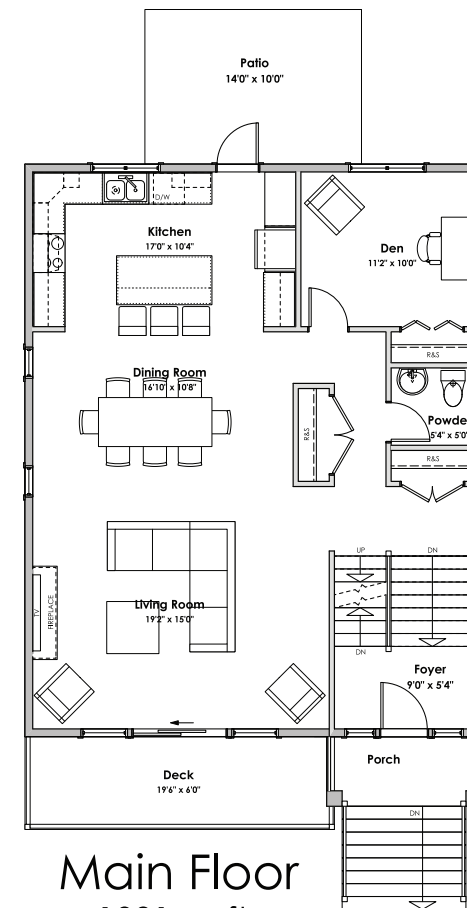 Patio
14'0" x 10'0"
D/W
Kitchen
17'0" x 10'4"
Den
11'2" x 10'0"
R&S
Dining Room
16'10" x 10'8"
R&S
Powde
5'4" x 5'0"
R&S
UP
DN
TV
FIREPLACE
Living Room
19'2" x 15'0"
DN
Foyer
9'0" x 5'4"
Porch
Deck
19'6" x 6'0"
DN
Main Floor